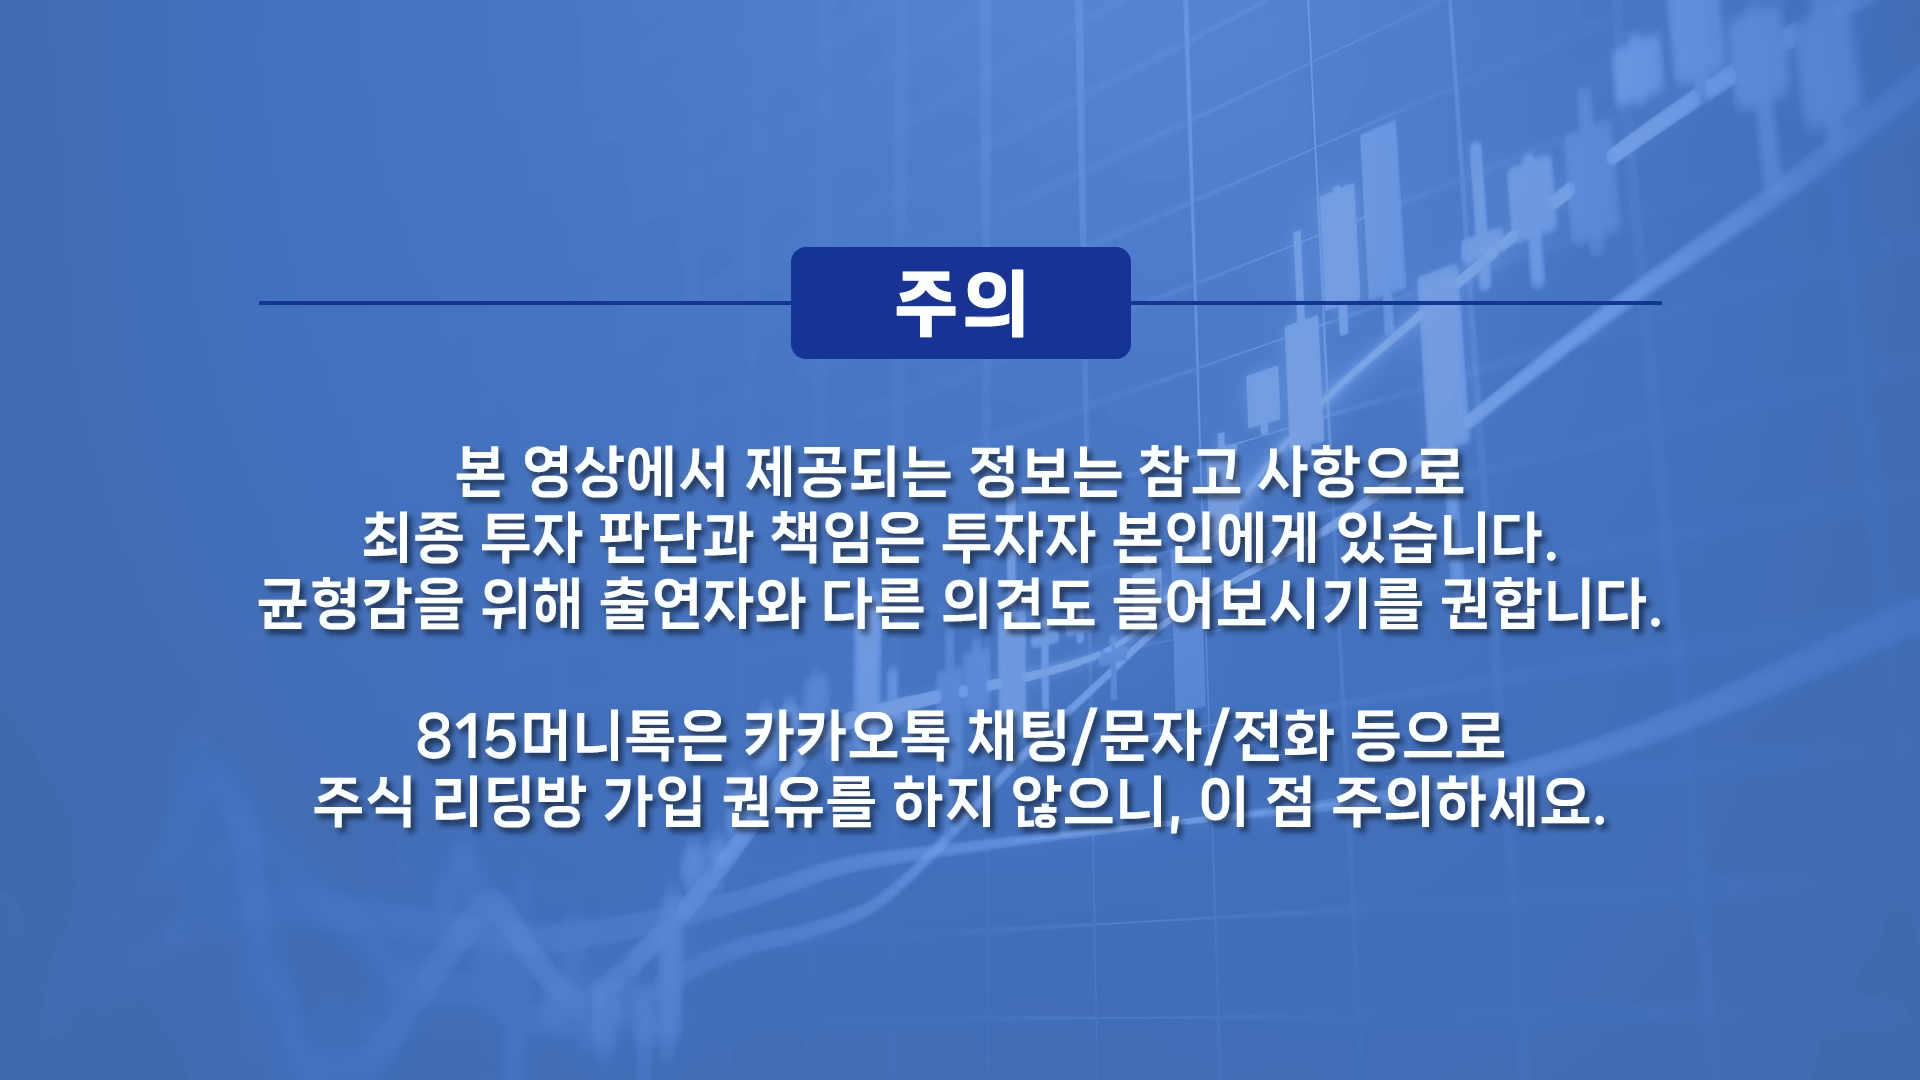 주의
본 영상에서 제공되는 정보는 참고 사항으로
최종 투자 판단과 책임은 투자자 본인에게 있습니다.
균형감을 위해 출연자와 다른 의견도 들어보시기를 권합니다.
815머니톡은 카카오톡 채팅/문자/전화 등으로
주식 리딩방 가입 권유를 하지 않으니, 이 점 주의하세요.